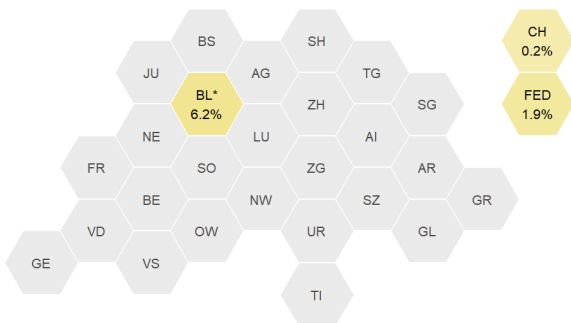 BS
SH
CH
0.2%
JU
AG
TG
BL*
6.2%
ZH
SG
FED
1.9%
NE
LU
AI
FR
SO
ZG
AR
BE
NW
SZ
GR
VD
OW
UR
GL
GE
VS
TI